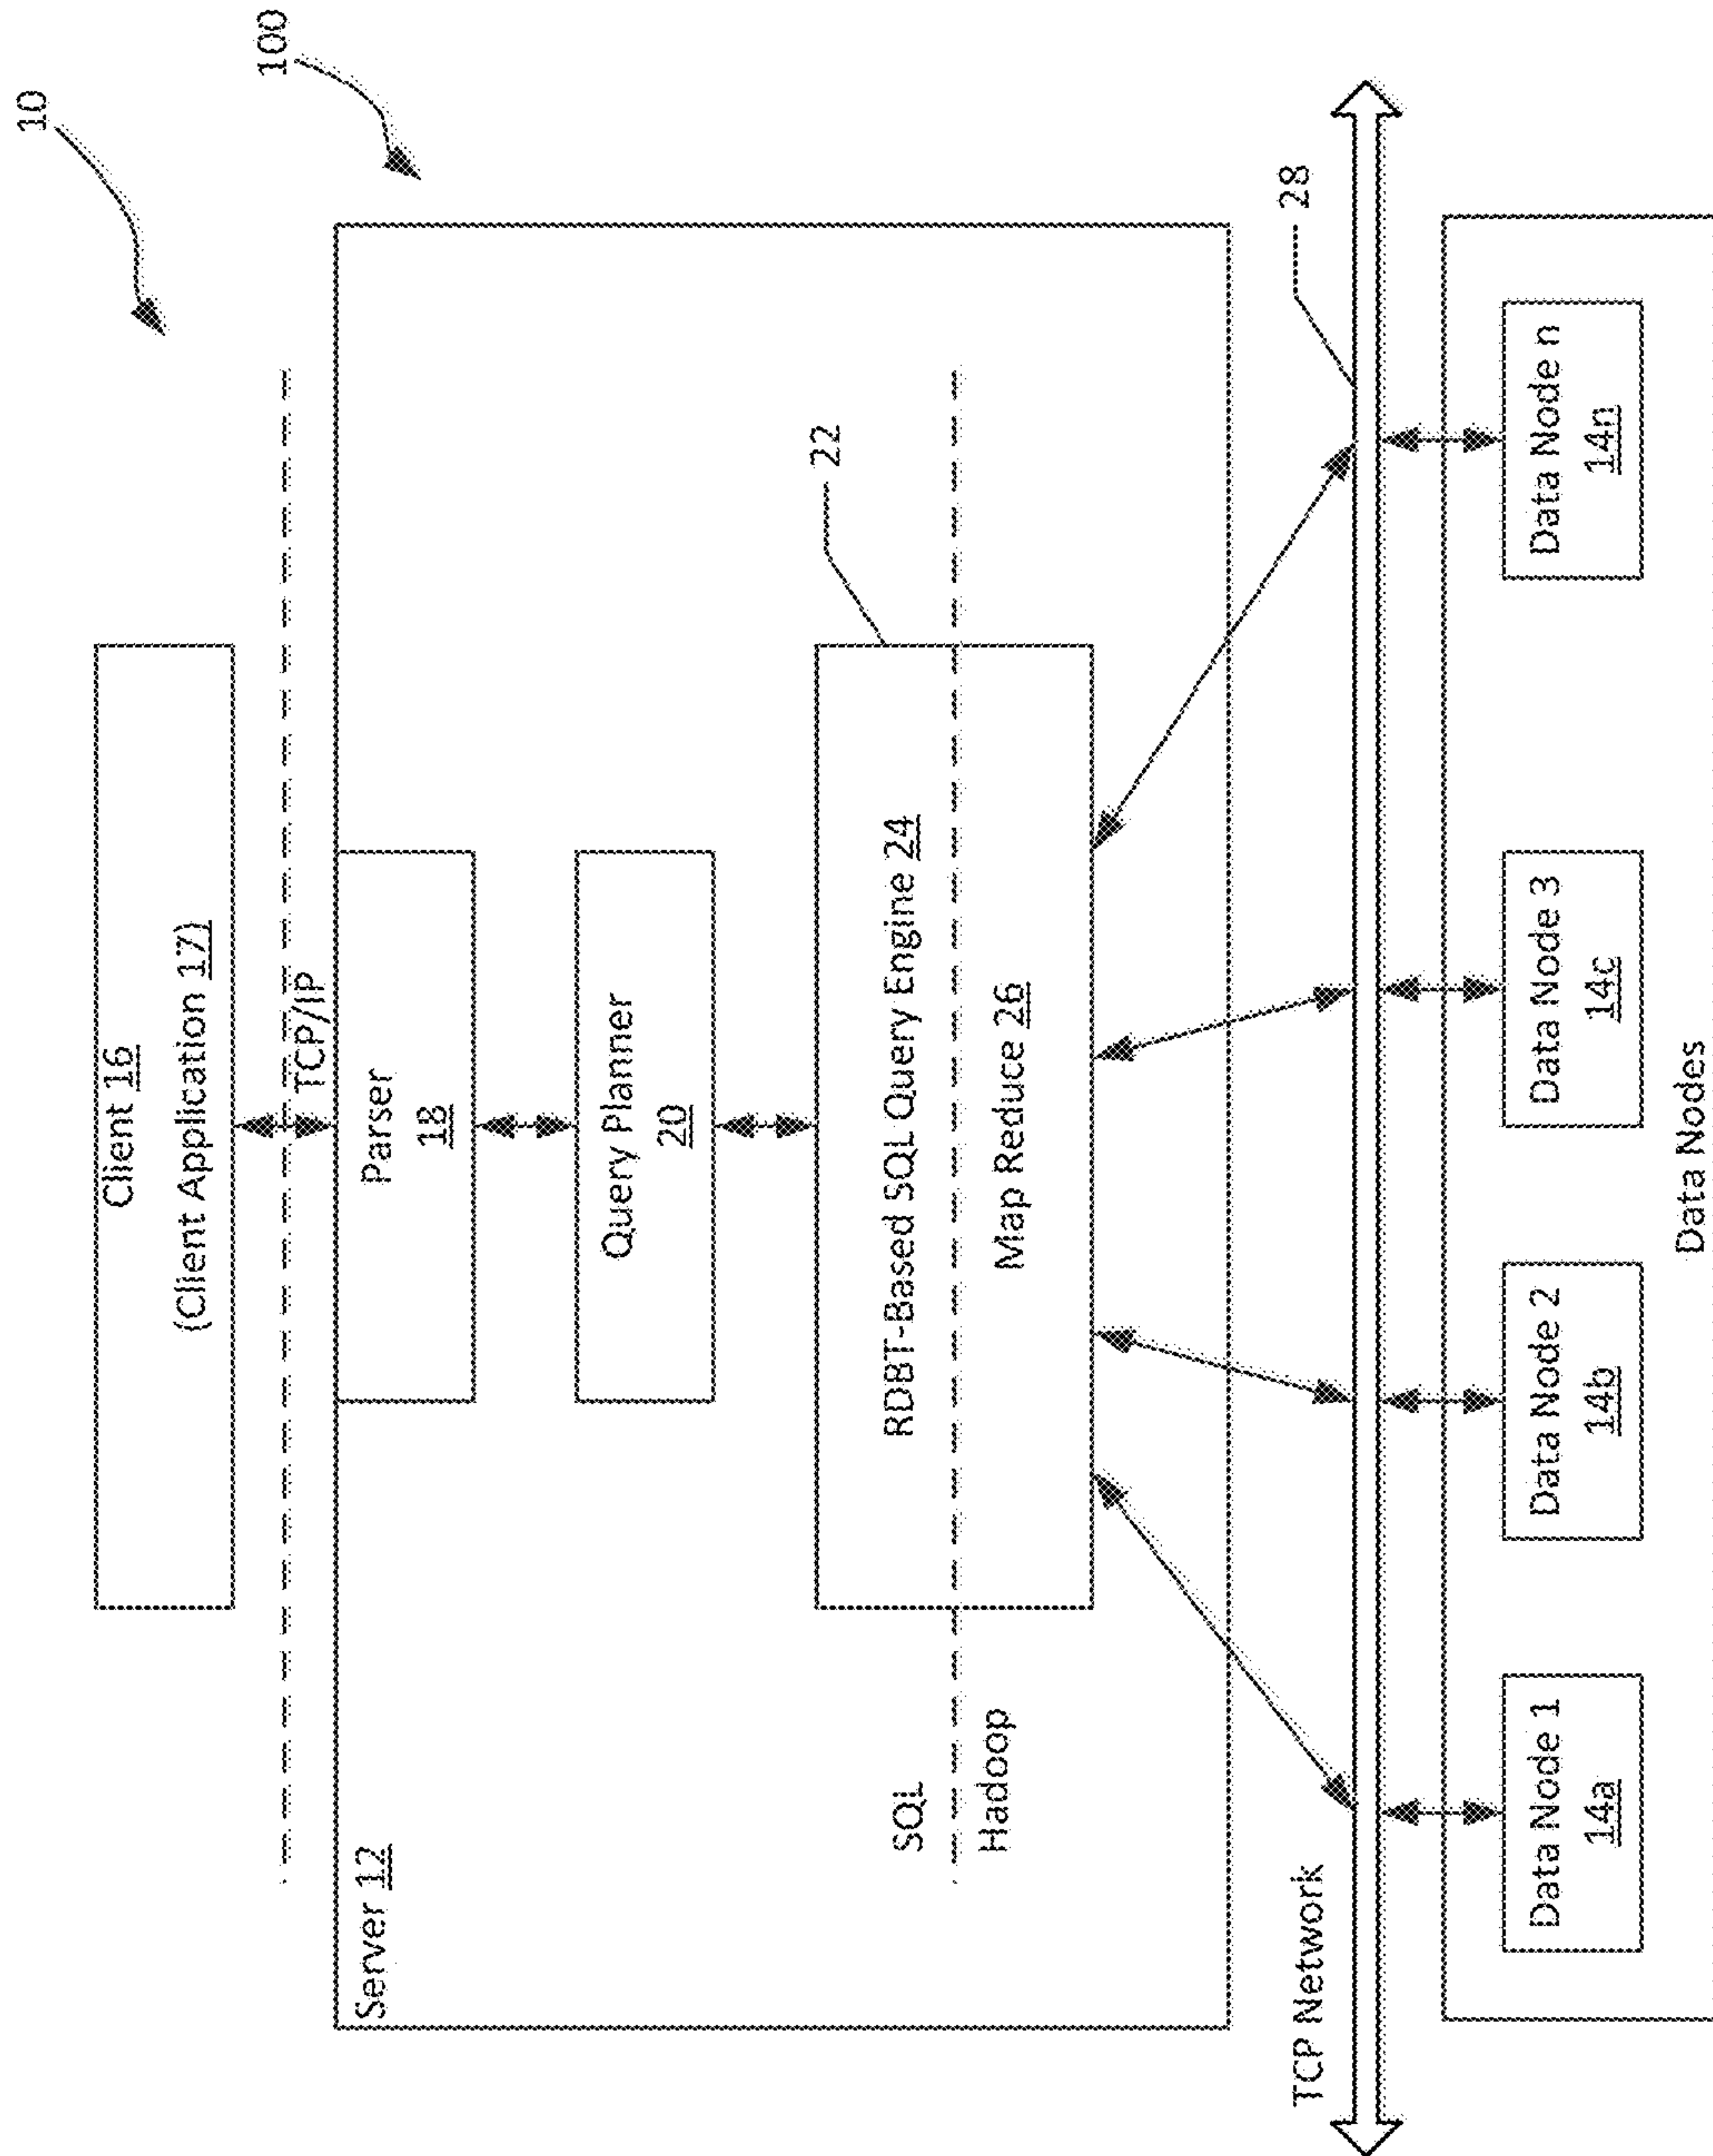 10
100
Client 16
(Client Application 17)
TCP/IP
Server 12
Parser
18
Query Planner
20
22
RDBT-Based SQL Query Engine 24
SQL
Hadoop
Map Reduce 26
TCP Network
28
Data Node 1
14a
Data Node 2
14b
Data Node 3
14c
Data Node n
14n
Data Nodes